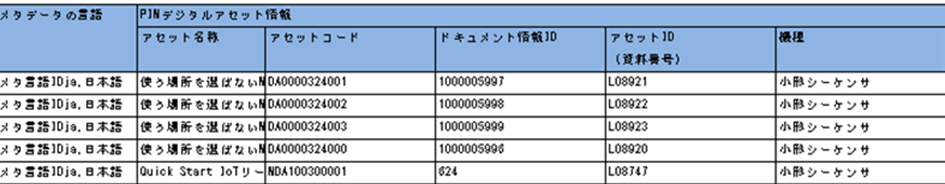 メタデータの言語 PINデジタルアセット情報
アセット名称 アセットコード ドキュメント情報ID アセットID 機種
(資料番号)
メタ言語IDja,日本語 使う場所を選ばないM DA0000324001 1000005997 L08921 小形シーケンサ
メタ言語IDja,日本語 使う場所を選ばないM DA0000324002 1000005998 L08922 小形シーケンサ
メタ言語IDja,日本語 使う場所を選ばないM DA0000324003 1000005999 L08923 小形シーケンサ
メタ言語IDja,日本語 使う場所を選ばないM DA0000324000 1000005996 L08920 小形シーケンサ
メタ言語IDja,日本語 Quick Start IoTリー NDA100300001 624 L08747 小形シーケンサ